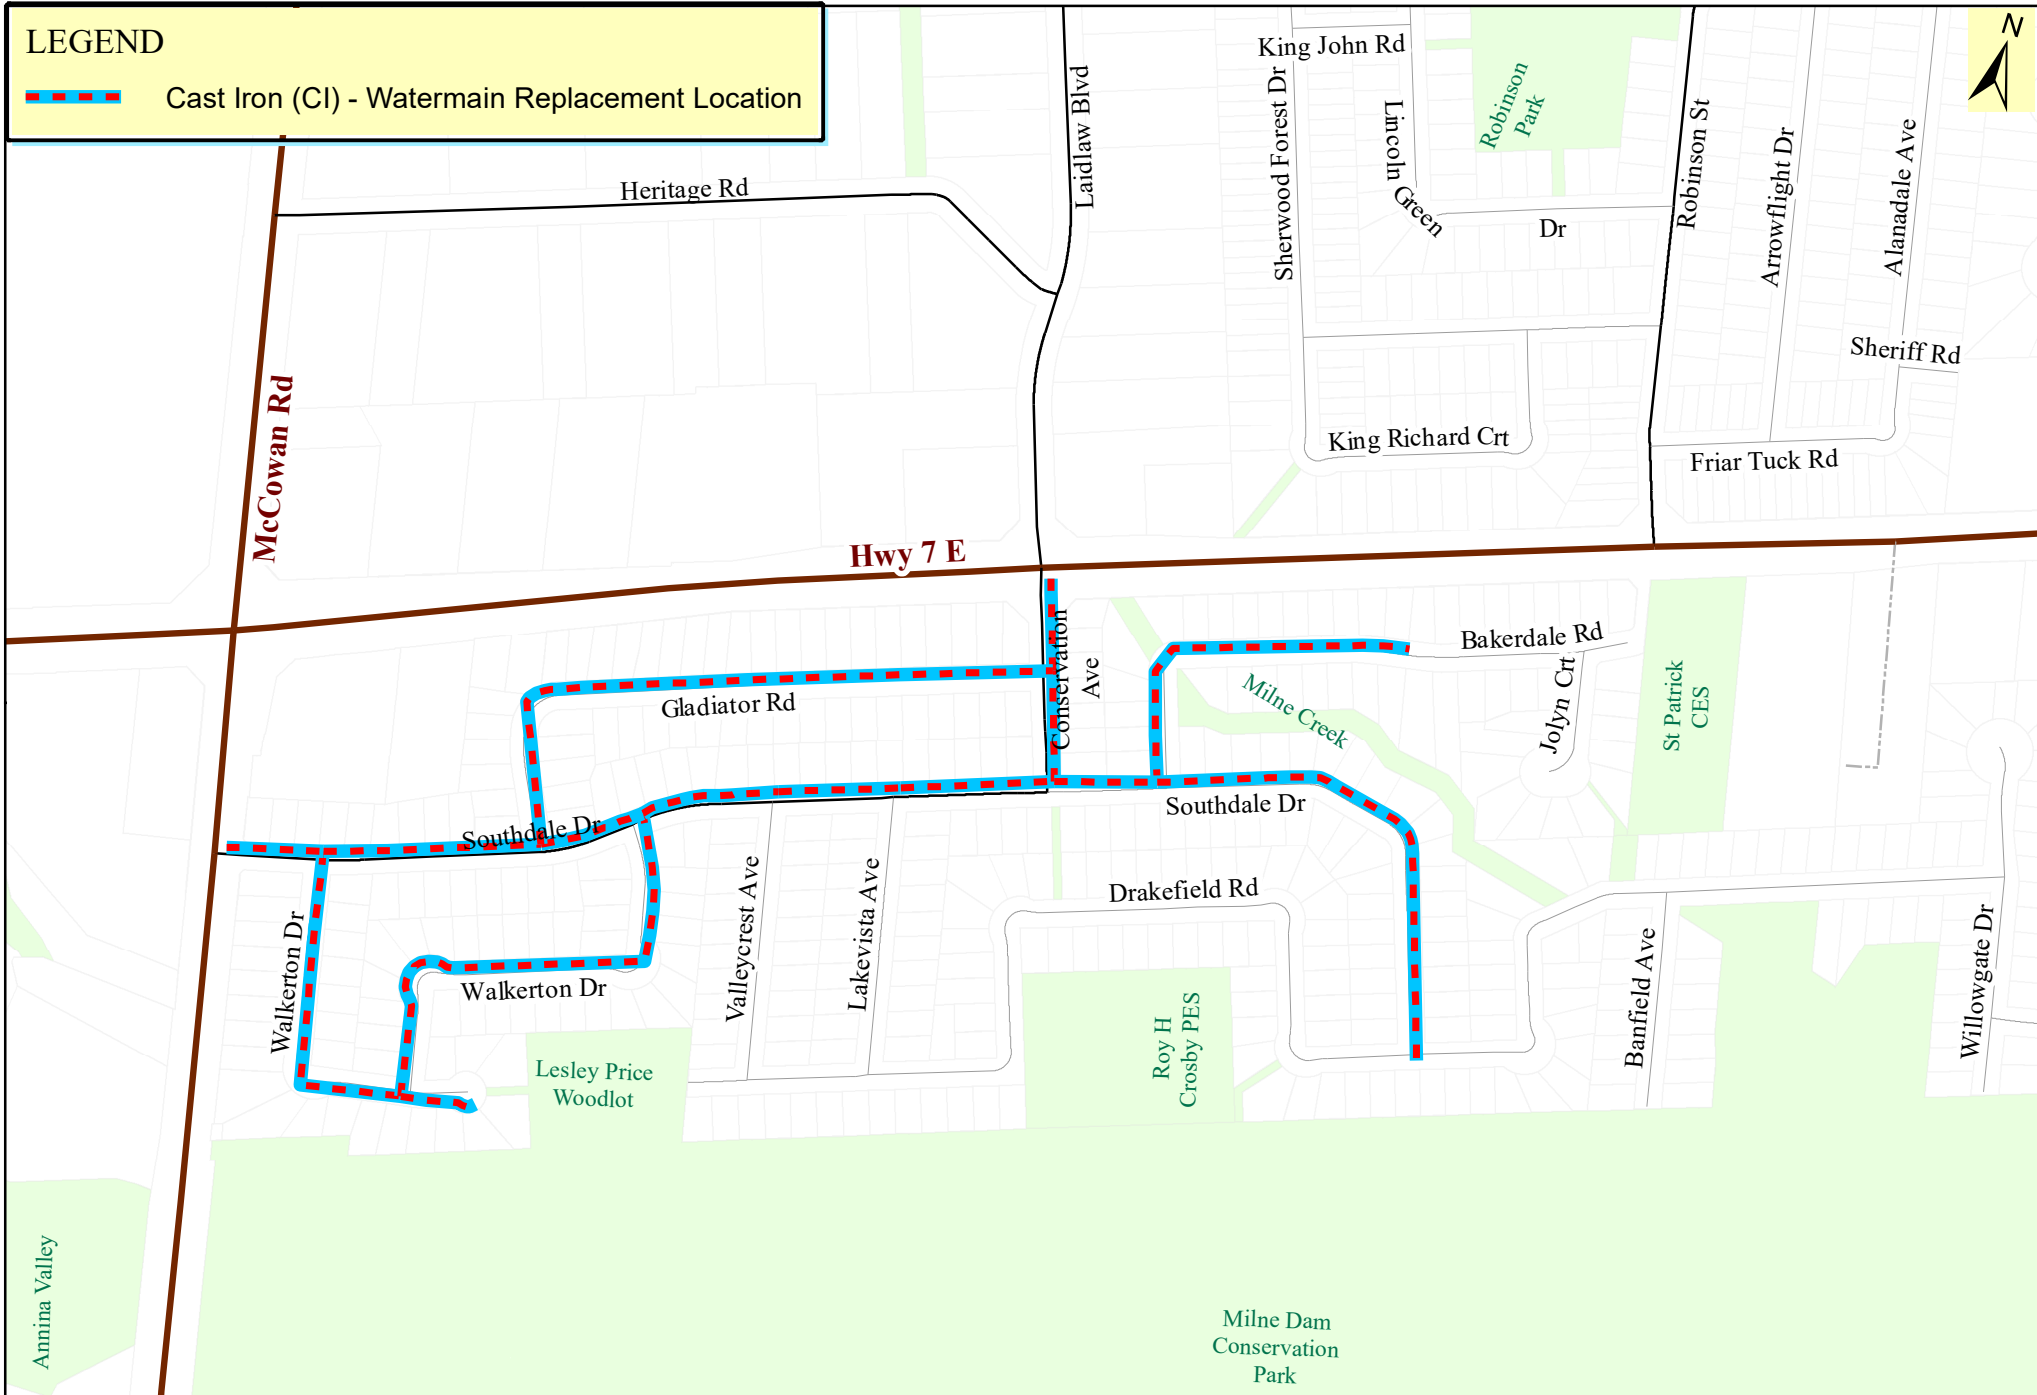 LEGEND
Cast Iron (CI) - Watermain Replacement Location
N
King John Rd
Laidlaw Blvd
Sherwood Forest Dr
Lincoln Green
Dr
Robinson
Park
Robinson St
Arrowflight Dr
Alanadale Ave
Heritage Rd
Sheriff Rd
McCowan Rd
King Richard Crt
Friar Tuck Rd
Hwy 7 E
Conservation
Ave
Bakerdale Rd
Gladiator Rd
Milne Creek
Jolyn Crt
St Patrick
CES
Southdale Dr
Southdale Dr
Drakefield Rd
Walkerton Dr
Walkerton Dr
Valleycrest Ave
Lakevista Ave
Banfield Ave
Willowgate Dr
Lesley Price
Woodlot
Roy H
Crosby PES
Annina Valley
Milne Dam
Conservation
Park